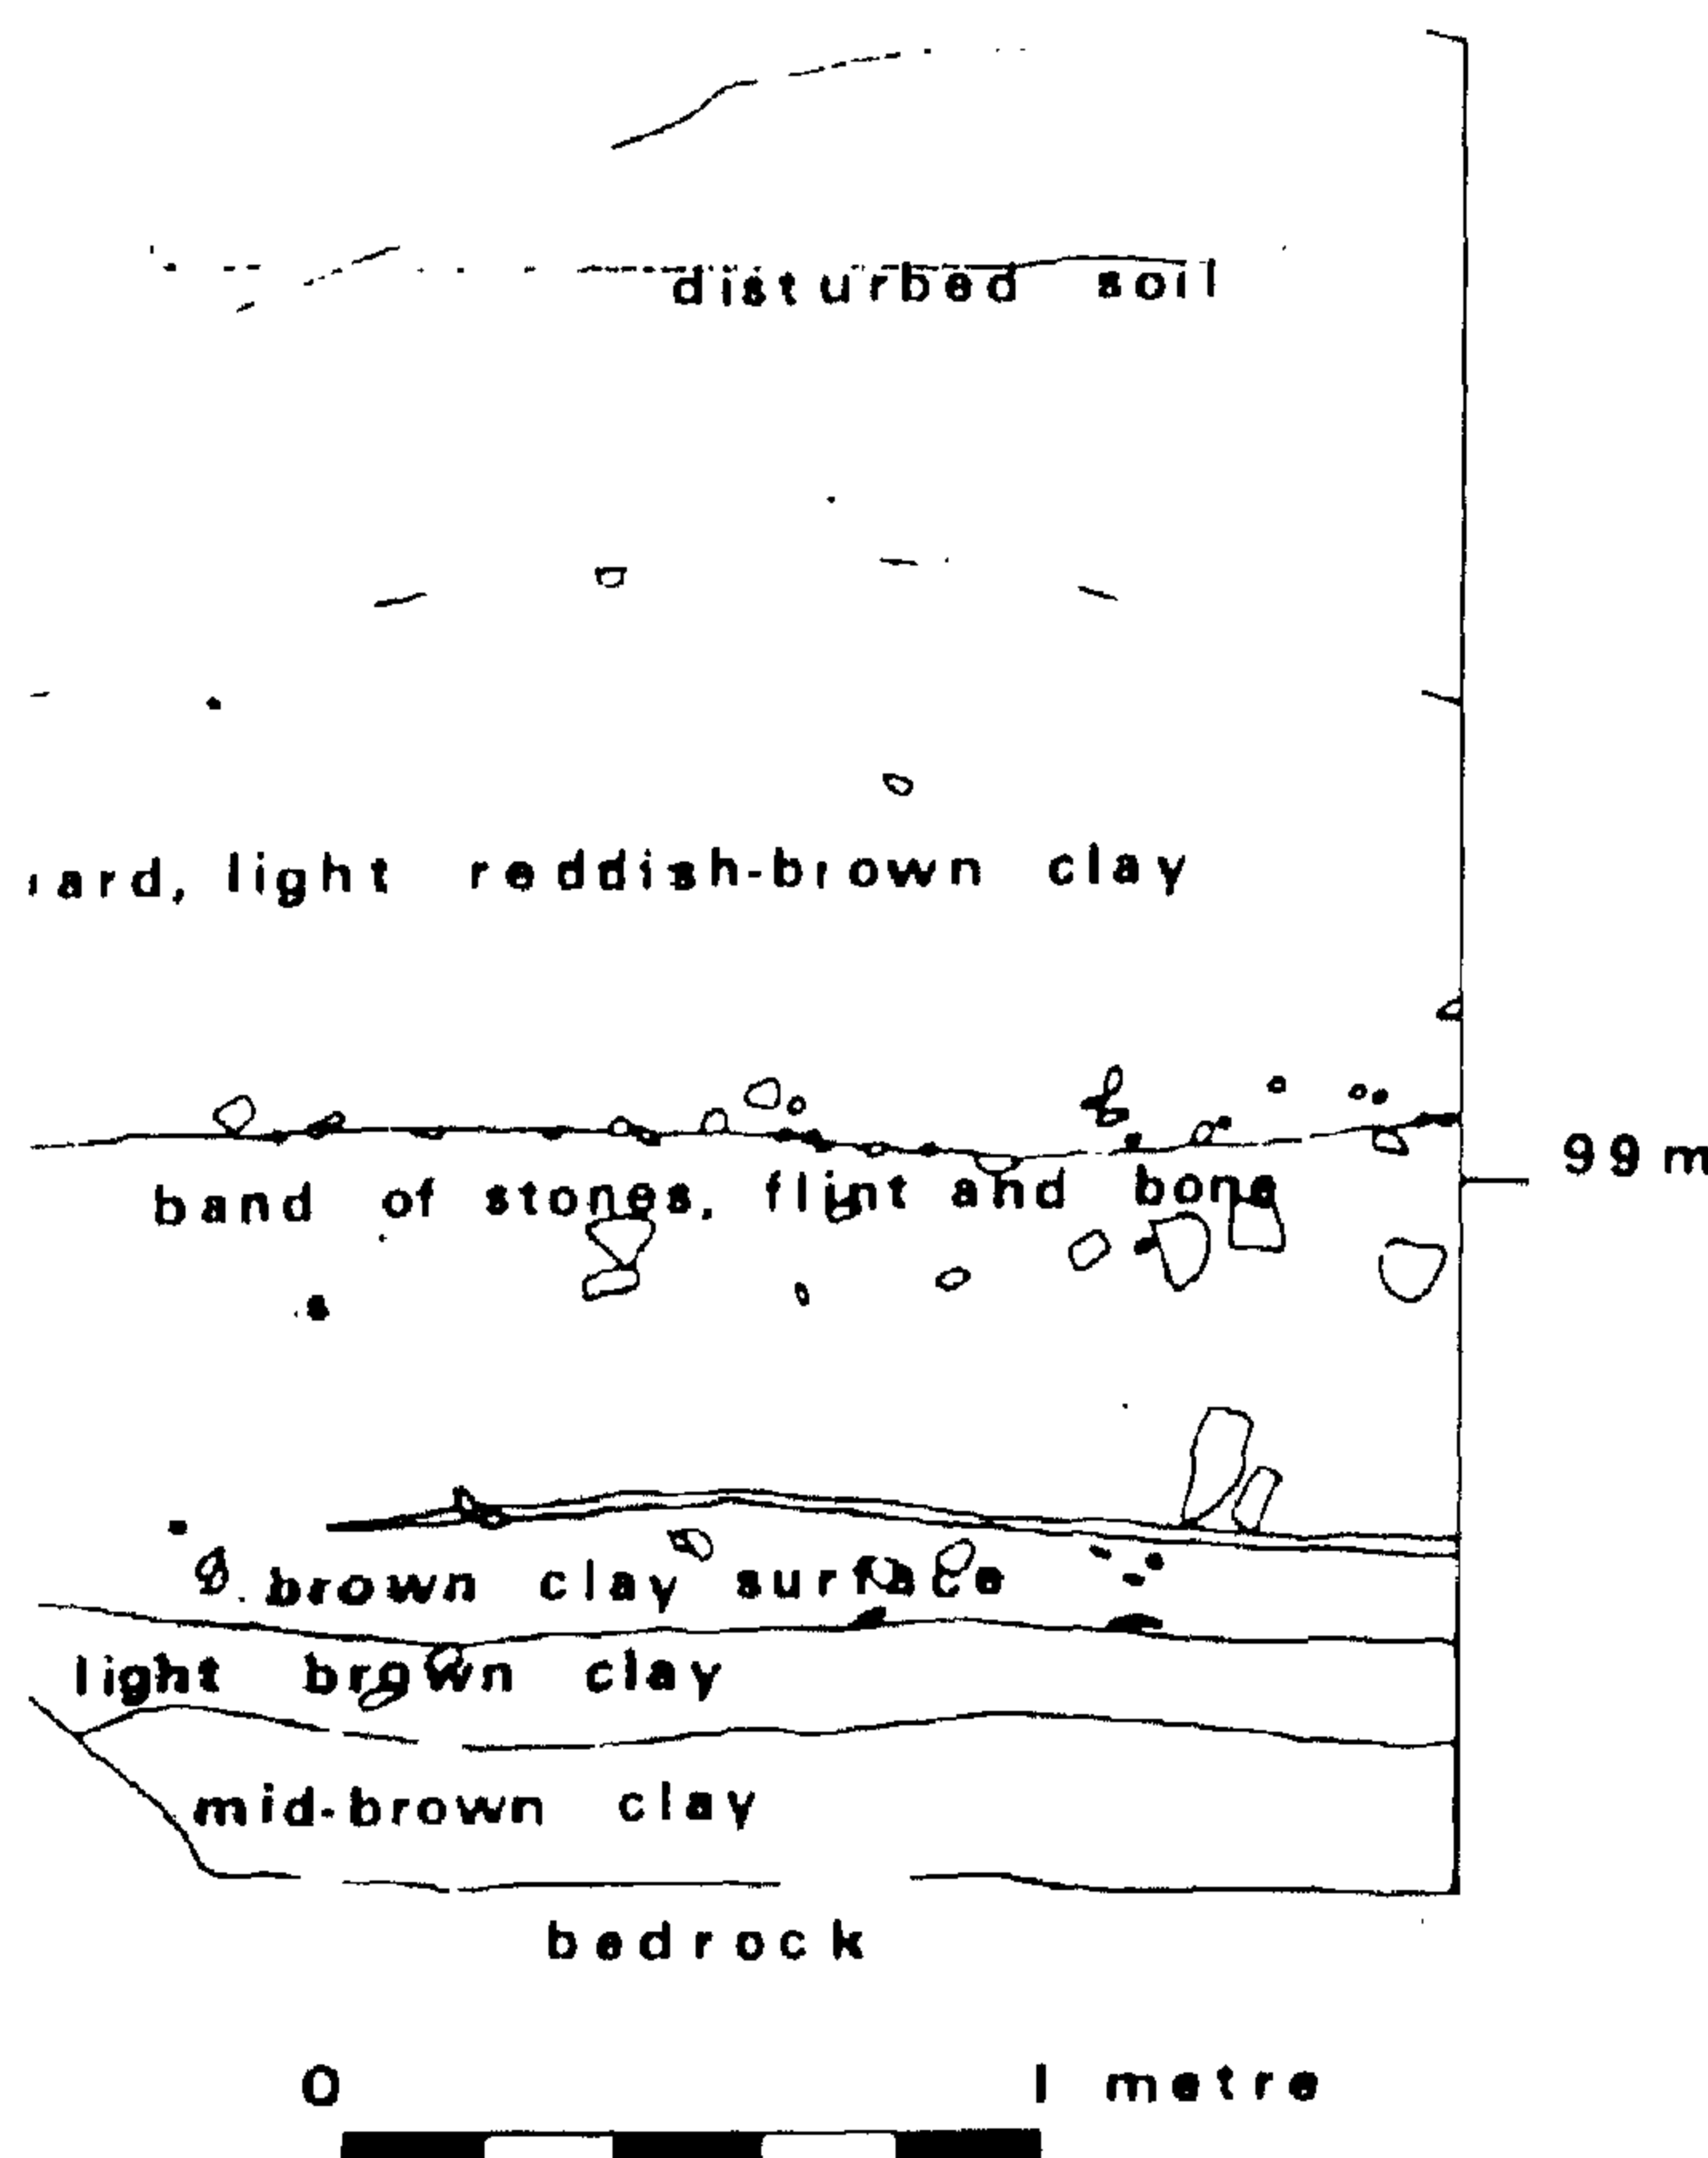 disturbed soil
ard, light reddish-brown clay
99 m
band of stones, flint and bone
brown clay surface
light brown clay
mid-brown clay
bedrock
0 1 metre